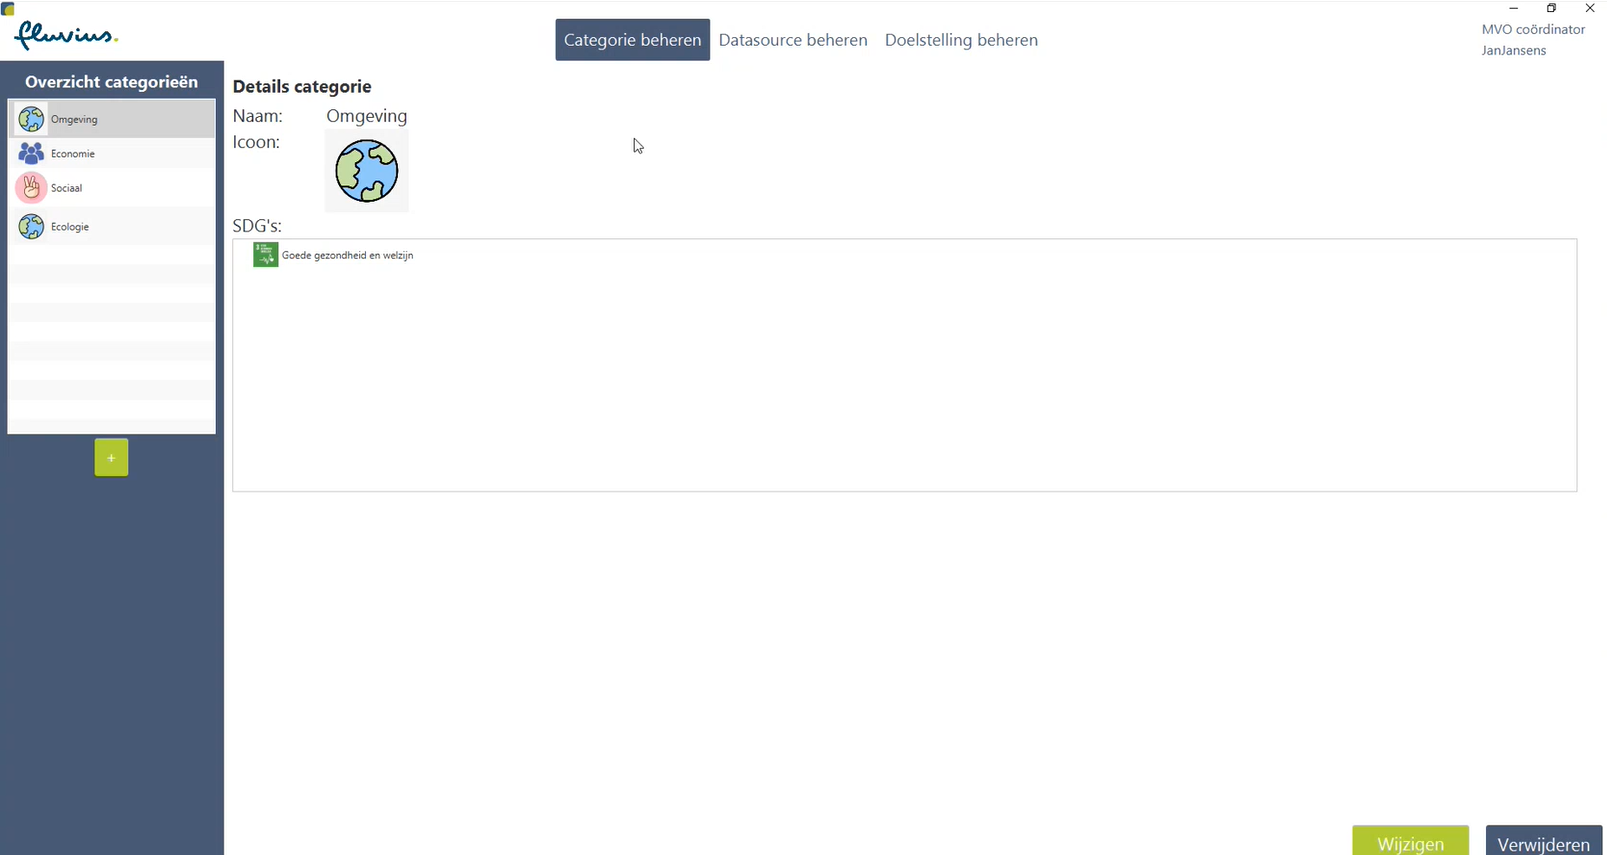 fluvius.
Categorie beheren
Datasource beheren
Doelstelling beheren
MVO coördinator
JanJansens
Overzicht categorieën
Omgeving
Economie
Sociaal
Ecologie
+
Details categorie
Naam: Omgeving
Icoon:
SDG's:
Goede gezondheid en welzijn
Wijzigen
Verwijderen